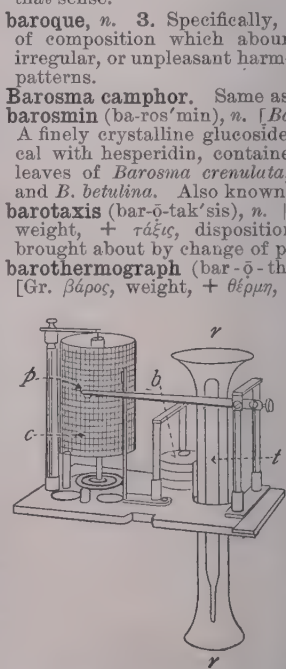 that sense.
baroque, n. 3. Specifically,
of composition which abour
irregular, or unpleasant harm
patterns.
Barosma camphor. Same as
barosmin (ba-ros'min), n. [Ba
A finely crystalline glucoside
cal with hesperidin, containe
leaves of Barosma crenulata,
and B. betulina. Also known
barotaxis (bar-ō-tak'sis), n. [
weight, + τάξις, disposition
brought about by change of p
barothermograph (bar-ō-th
[Gr. βάρος, weight, + θέρμη,
r
p
b
c
t
r